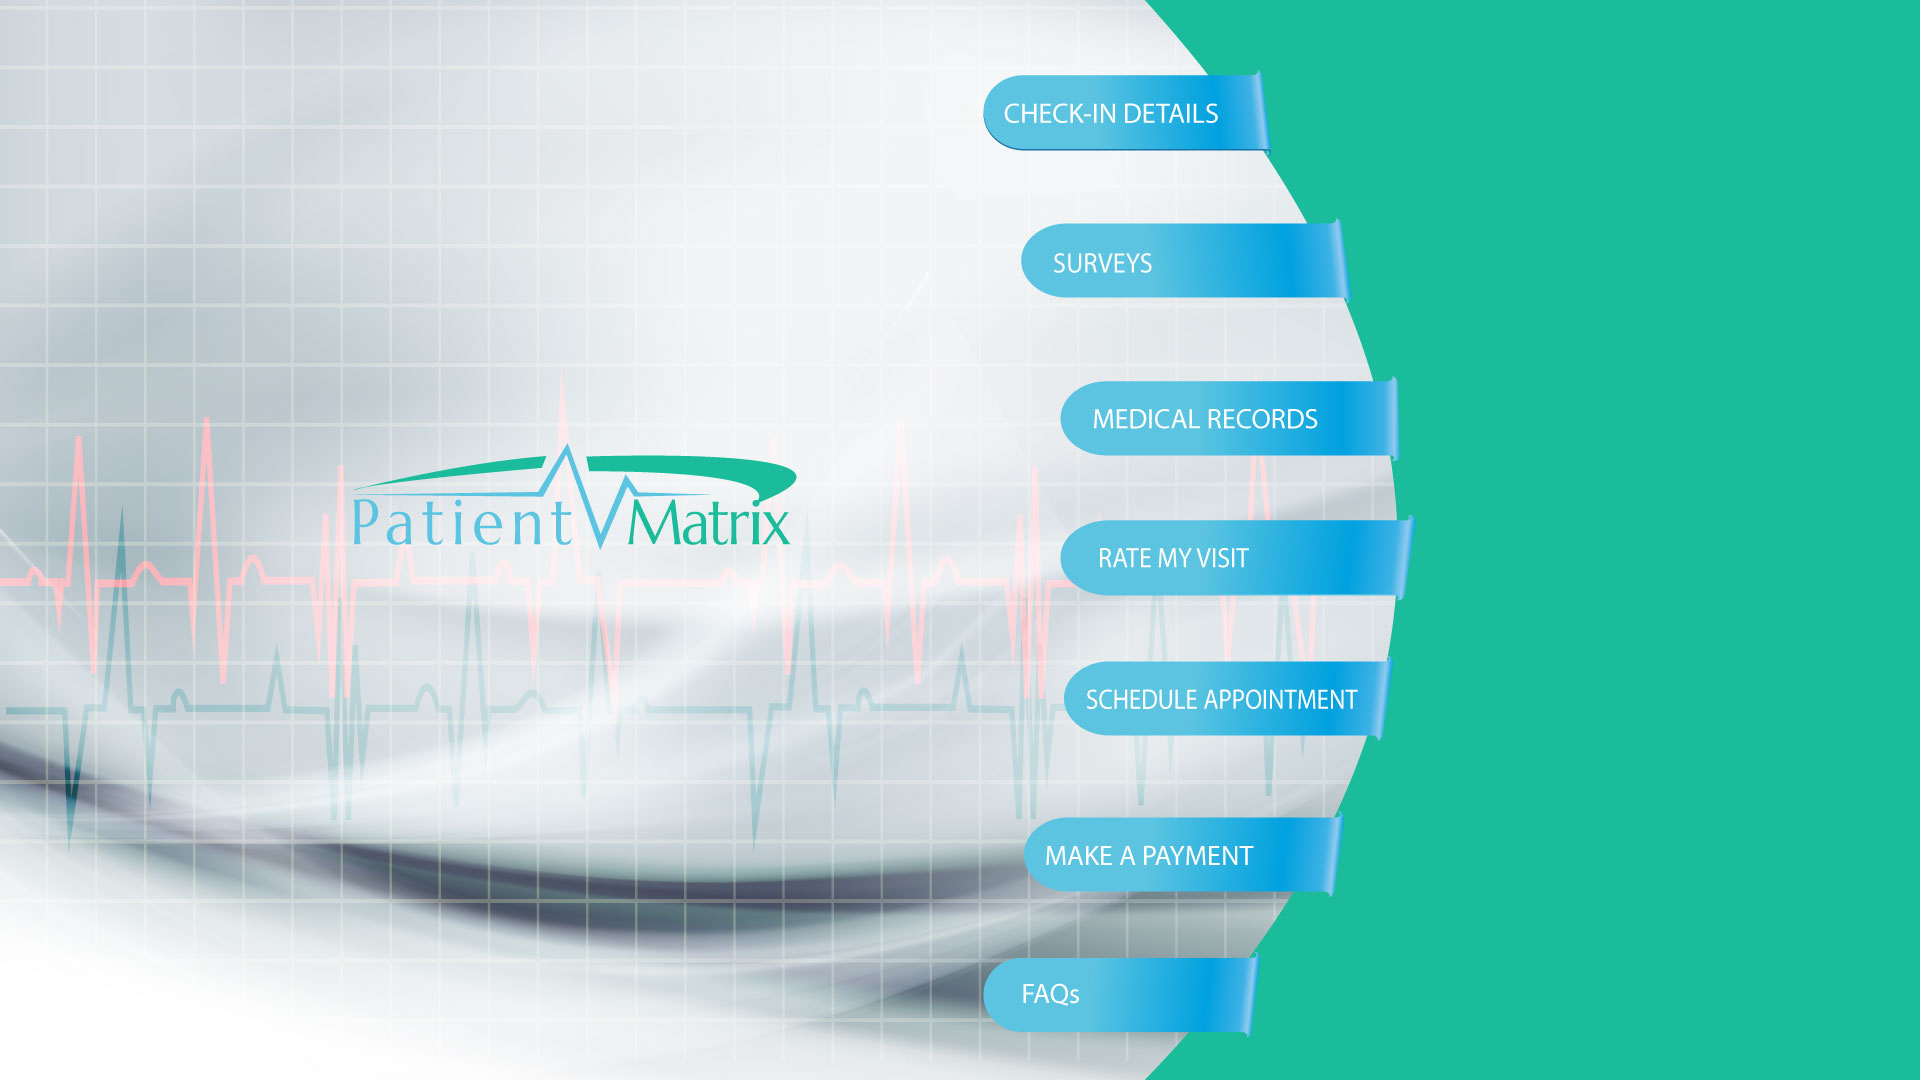 Patient Matrix
CHECK-IN DETAILS
SURVEYS
MEDICAL RECORDS
RATE MY VISIT
SCHEDULE APPOINTMENT
MAKE A PAYMENT
FAQs